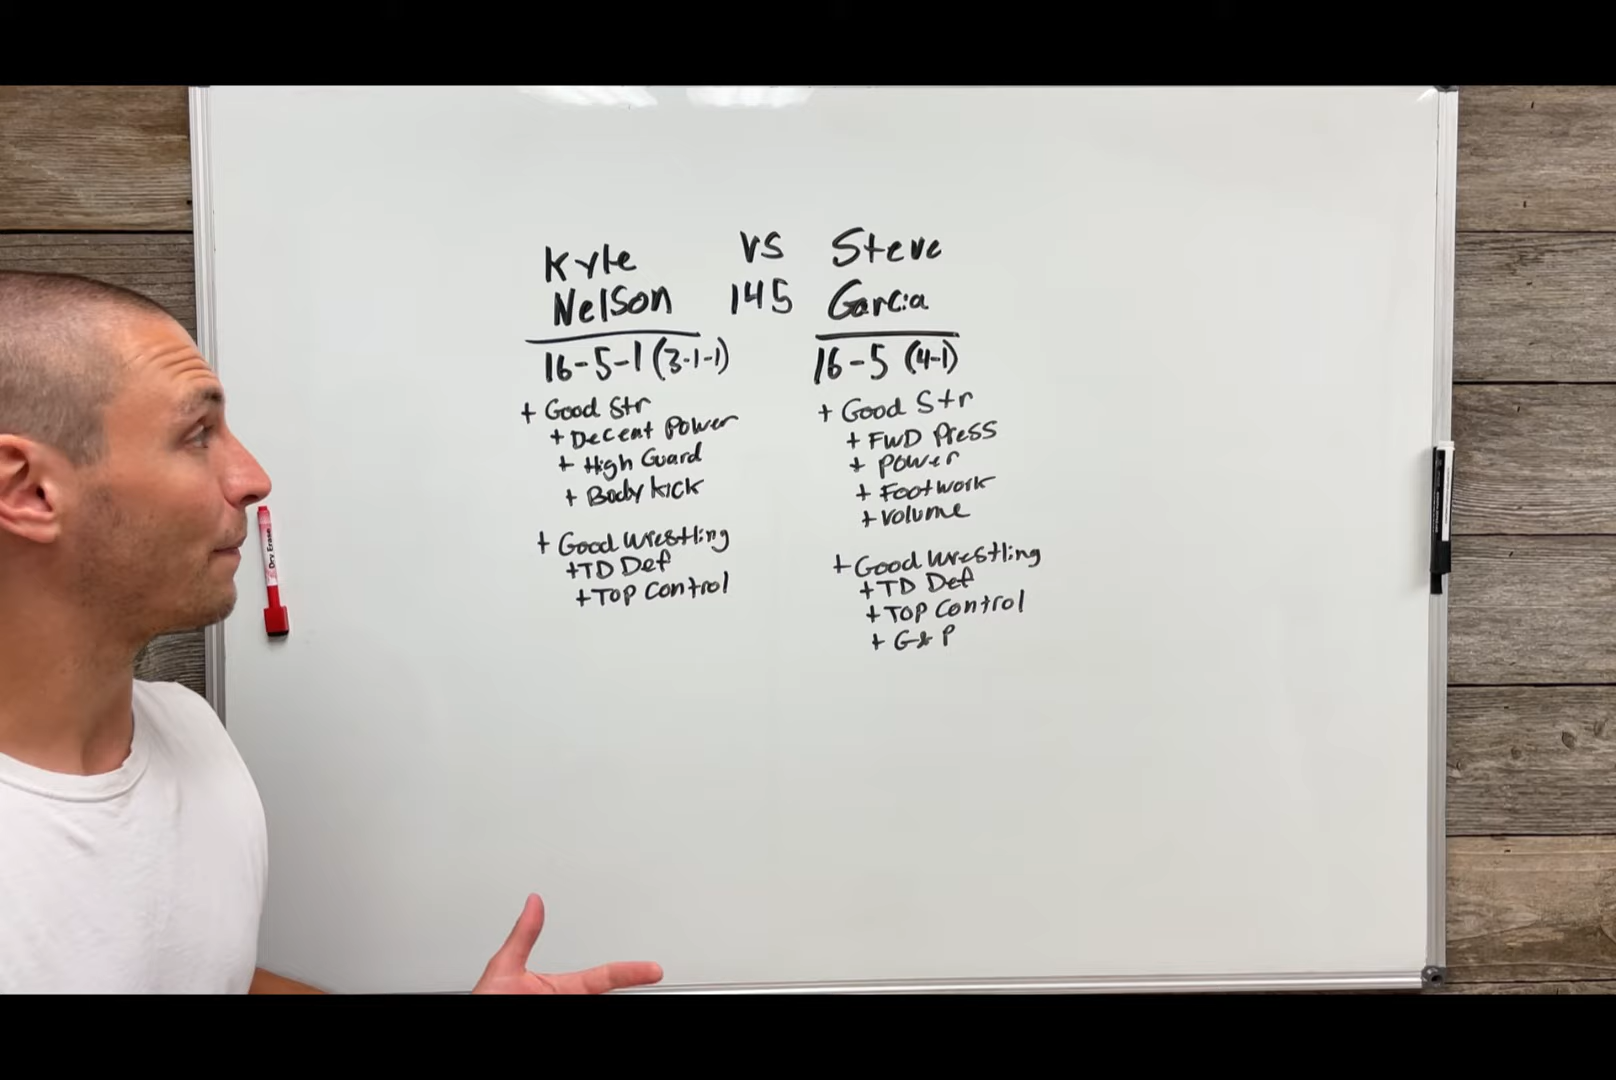 Kyle vs Steve
Nelson 145 Garcia
16-5-1 (3-1-1)
+ Good Str
+ Decent Power
+ High Guard
+ Body kick
+ Good Wrestling
+ TD Def
+ Top Control
16-5 (4-1)
+ Good Str
+ FWD Press
+ Power
+ Footwork
+ Volume
+ Good Wrestling
+ TD Def
+ Top Control
+ G & P
Dry Erase